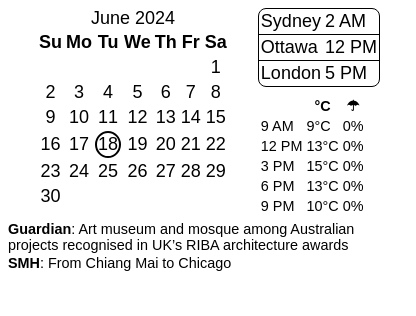 June 2024
Su Mo Tu We Th Fr Sa
1
2 3 4 5 6 7 8
9 10 11 12 13 14 15
16 17 18 19 20 21 22
23 24 25 26 27 28 29
30
Sydney 2 AM
Ottawa 12 PM
London 5 PM
°C ☂
9 AM 9°C 0%
12 PM 13°C 0%
3 PM 15°C 0%
6 PM 13°C 0%
9 PM 10°C 0%
Guardian: Art museum and mosque among Australian
projects recognised in UK's RIBA architecture awards
SMH: From Chiang Mai to Chicago